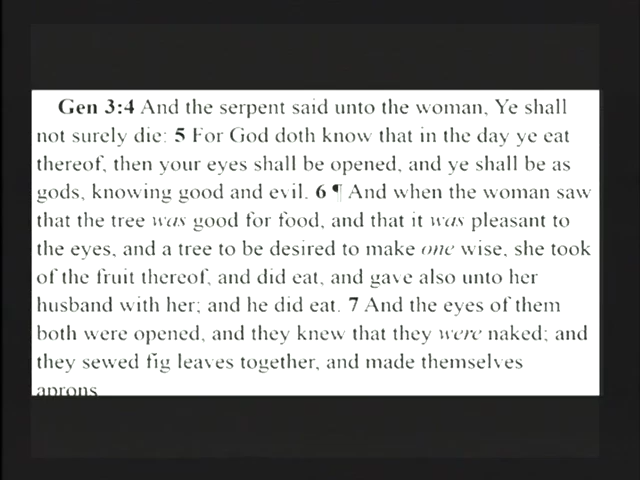 Gen 3:4 And the serpent said unto the woman, Ye shall
not surely die: 5 For God doth know that in the day ye eat
thereof, then your eyes shall be opened, and ye shall be as
gods, knowing good and evil. 6 ¶ And when the woman saw
that the tree was good for food, and that it was pleasant to
the eyes, and a tree to be desired to make one wise, she took
of the fruit thereof, and did eat, and gave also unto her
husband with her; and he did eat. 7 And the eyes of them
both were opened, and they knew that they were naked; and
they sewed fig leaves together, and made themselves
aprons